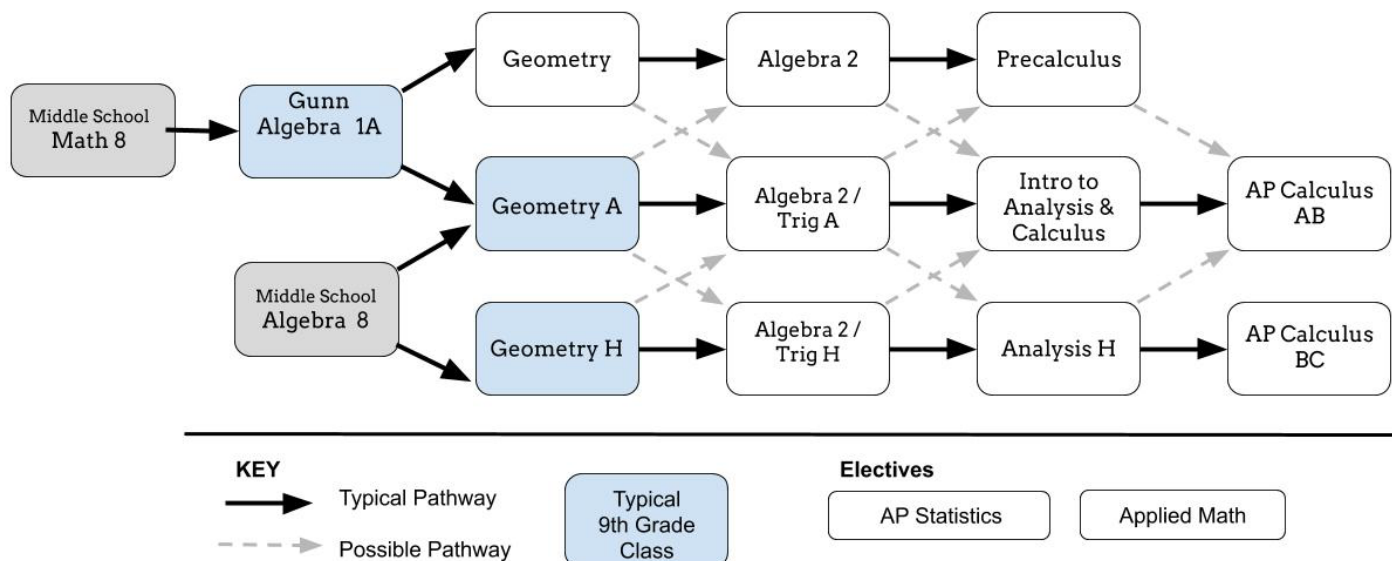 Middle School
Math 8
Gunn
Algebra 1A
Geometry
Algebra 2
Precalculus
Geometry A
Algebra 2 /
Trig A
Intro to
Analysis &
Calculus
AP Calculus
AB
Middle School
Algebra 8
Geometry H
Algebra 2 /
Trig H
Analysis H
AP Calculus
BC
KEY
Typical Pathway
Possible Pathway
Typical
9th Grade
Class
Electives
AP Statistics
Applied Math